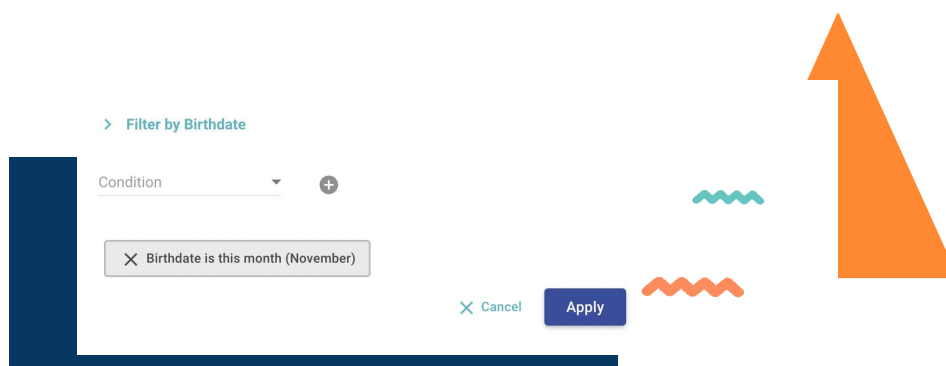 Filter by Birthdate
Condition
Birthdate is this month (November)
Cancel
Apply